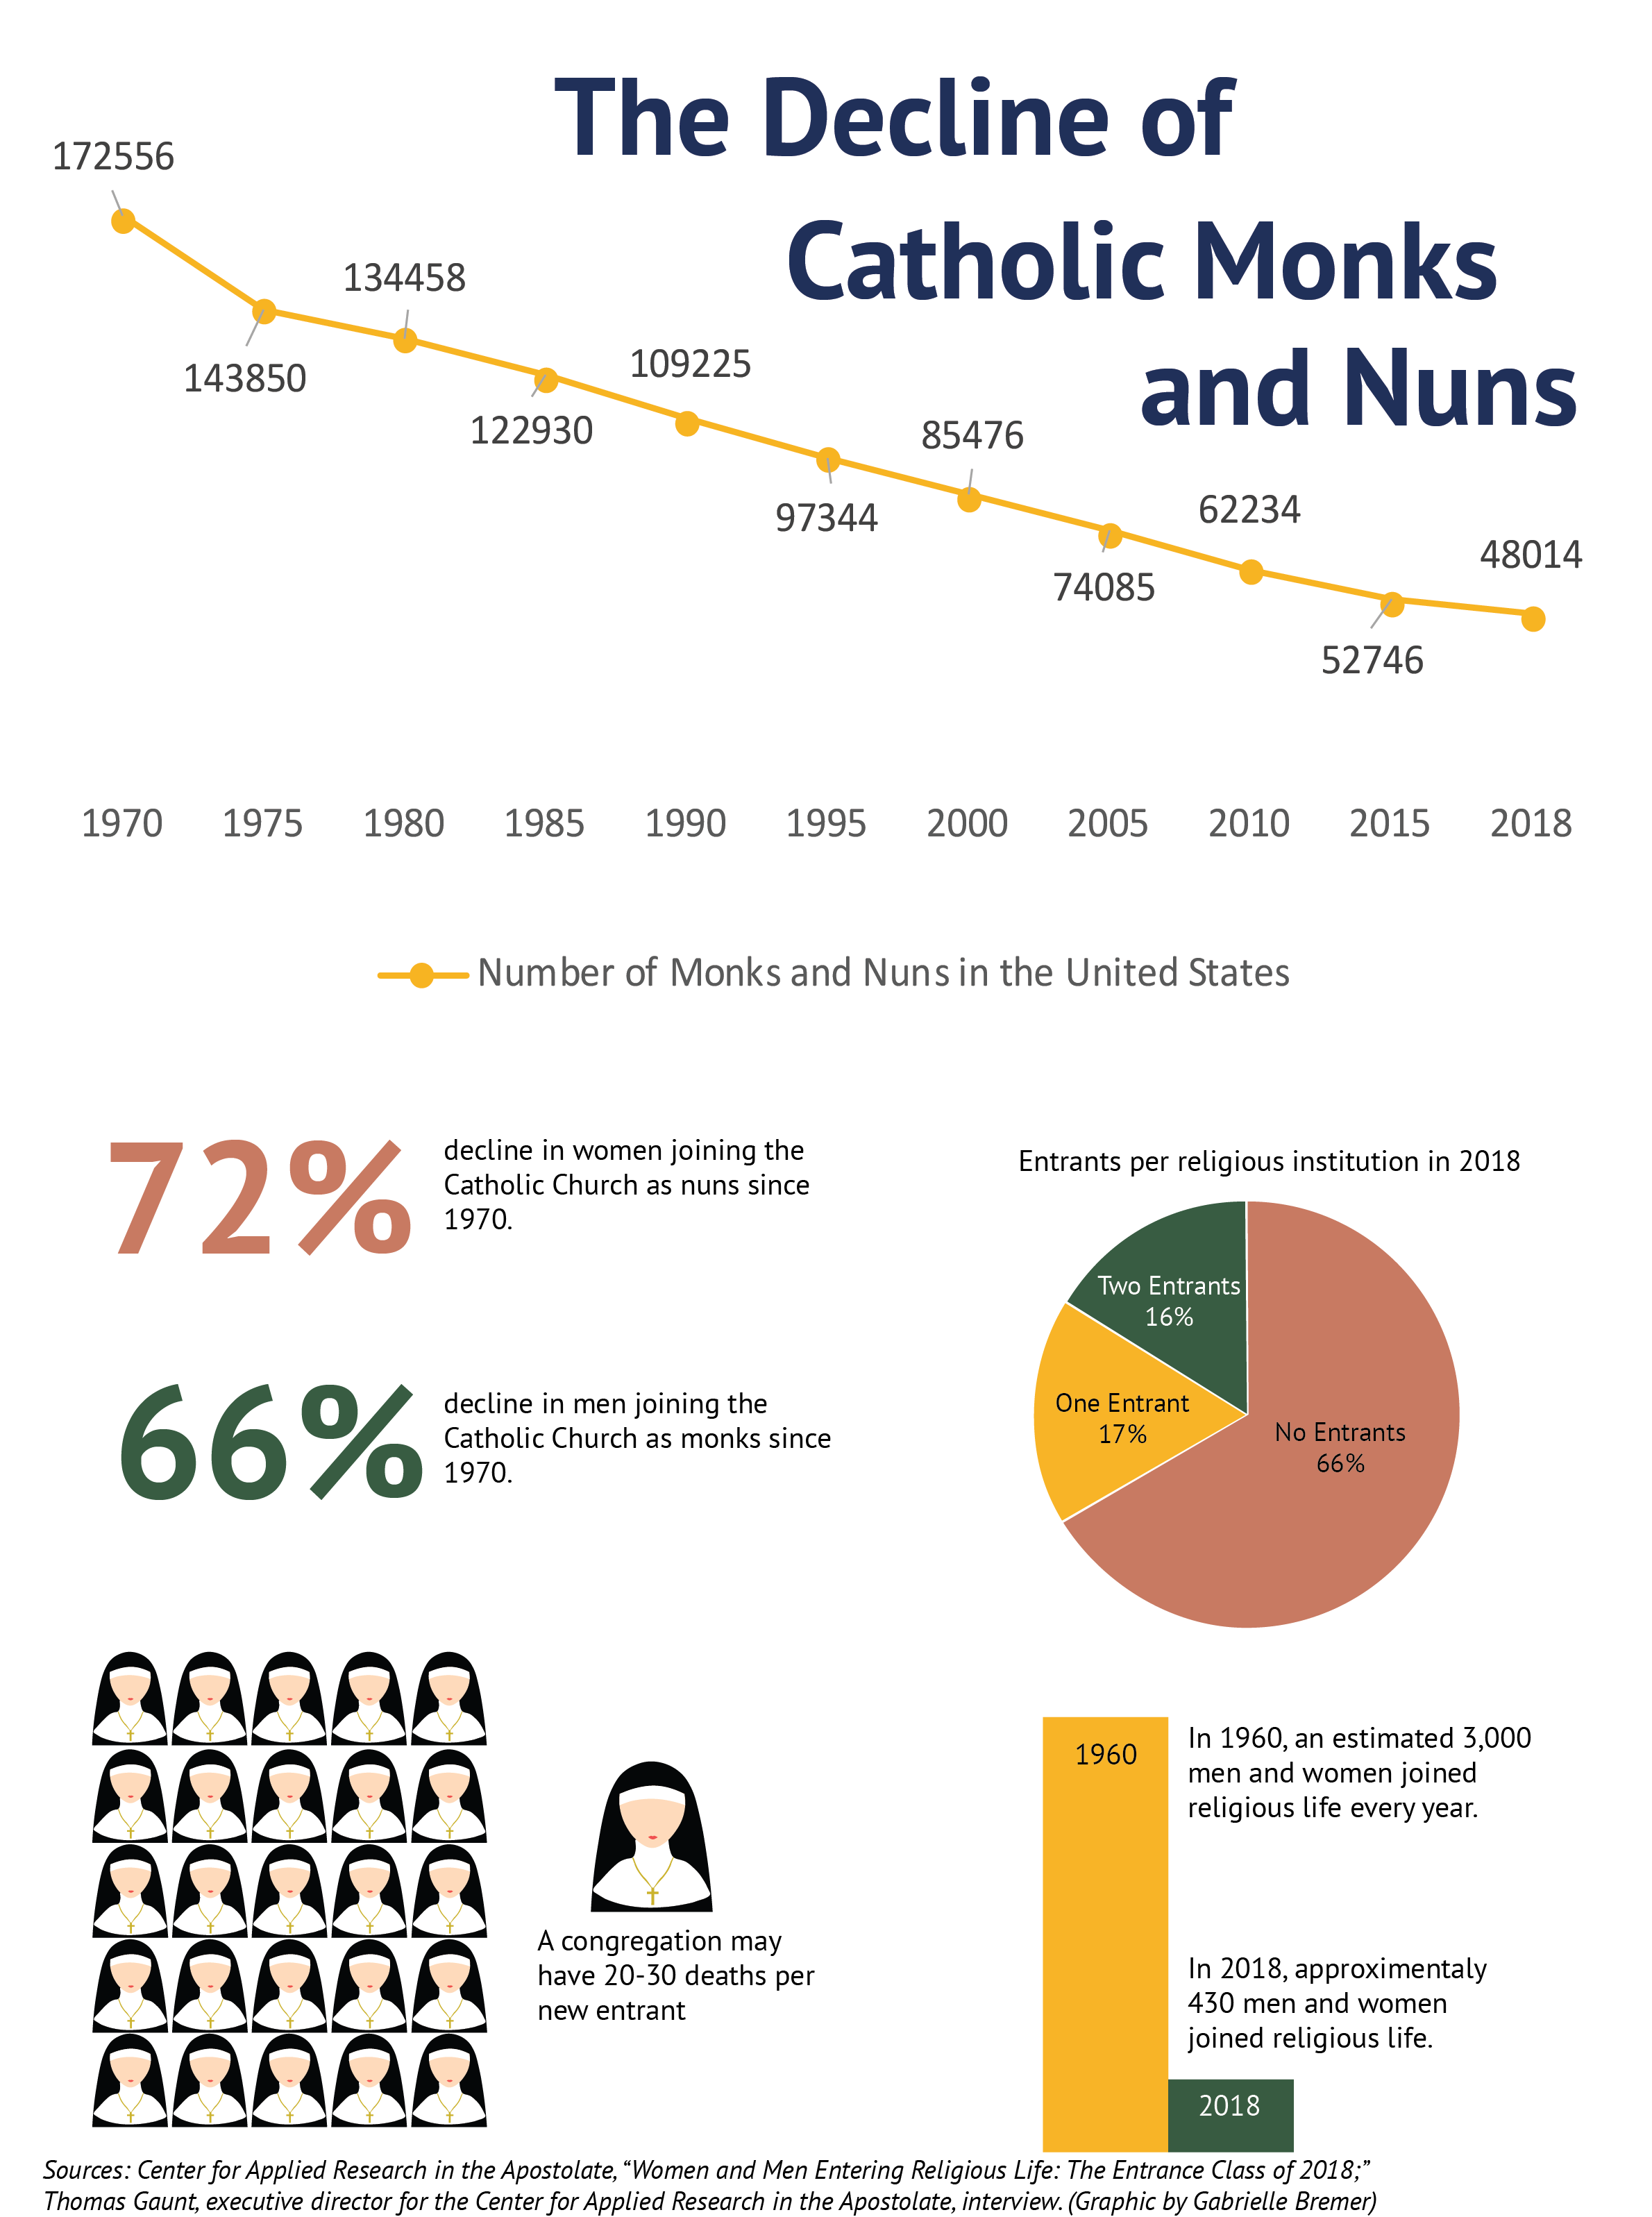 The Decline of
Catholic Monks
and Nuns
172556
143850
134458
122930
109225
97344
85476
74085
62234
52746
48014
1970 1975 1980 1985 1990 1995 2000 2005 2010 2015 2018
Number of Monks and Nuns in the United States
72%
decline in women joining the
Catholic Church as nuns since
1970.
66%
decline in men joining the
Catholic Church as monks since
1970.
Entrants per religious institution in 2018
Two Entrants
16%
One Entrant
17%
No Entrants
66%
A congregation may
have 20-30 deaths per
new entrant
1960
In 1960, an estimated 3,000
men and women joined
religious life every year.
In 2018, approximentaly
430 men and women
joined religious life.
2018
Sources: Center for Applied Research in the Apostolate, “Women and Men Entering Religious Life: The Entrance Class of 2018;”
Thomas Gaunt, executive director for the Center for Applied Research in the Apostolate, interview. (Graphic by Gabrielle Bremer)